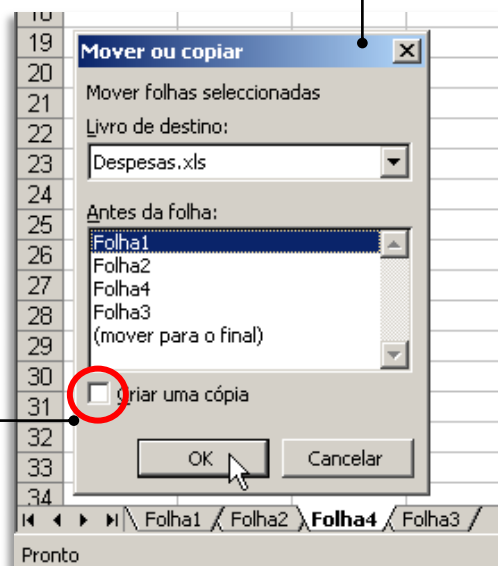 18
19
Mover ou copiar
20
21
Mover folhas seleccionadas
22
Livro de destino:
23
Despesas.xls
24
25
Antes da folha:
Folha1
26
Folha2
27
Folha4
28
Folha3
29
(mover para o final)
30
31
Criar uma cópia
32
33
OK
Cancelar
34
Folha1 Folha2 Folha4 Folha3
Pronto